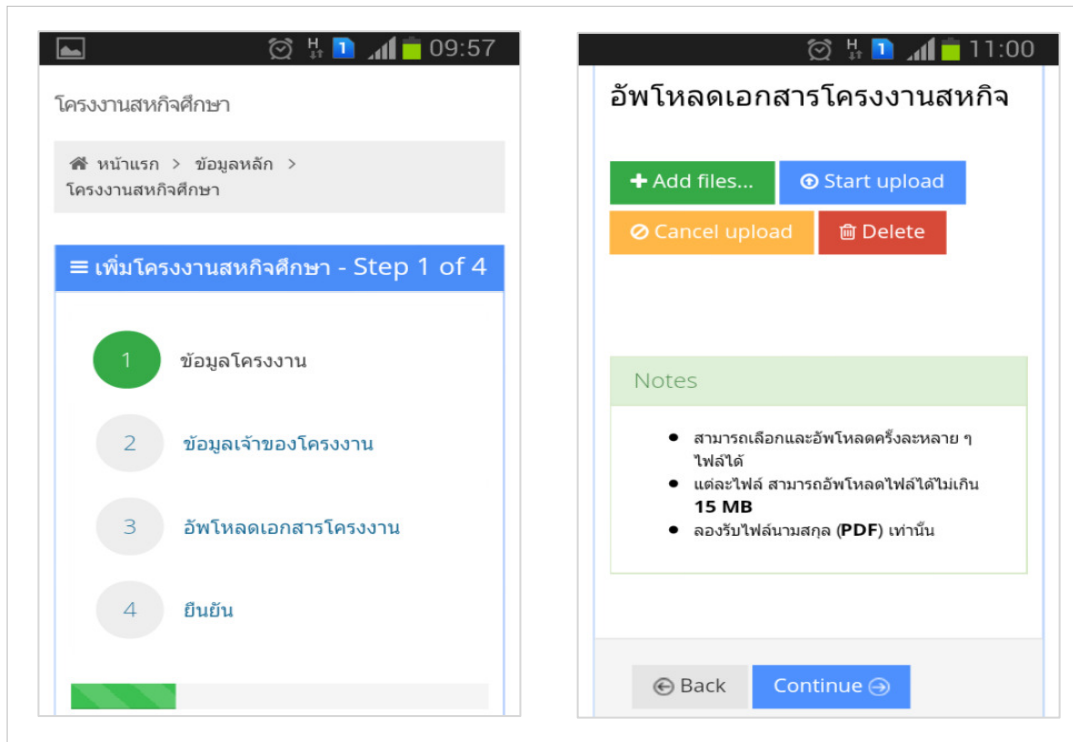 H 1 09:57
โครงงานสหกิจศึกษา
หน้าแรก > ข้อมูลหลัก >
โครงงานสหกิจศึกษา
เพิ่มโครงงานสหกิจศึกษา - Step 1 of 4
1 ข้อมูลโครงงาน
2 ข้อมูลเจ้าของโครงงาน
3 อัพโหลดเอกสารโครงงาน
4 ยืนยัน
H 1 11:00
อัพโหลดเอกสารโครงงานสหกิจ
Add files... Start upload
Cancel upload Delete
Notes
• สามารถเลือกและอัพโหลดครั้งละหลาย ๆ
ไฟล์ได้
• แต่ละไฟล์ สามารถอัพโหลดไฟล์ได้ไม่เกิน
15 MB
• ลองรับไฟล์นามสกุล (PDF) เท่านั้น
Back Continue